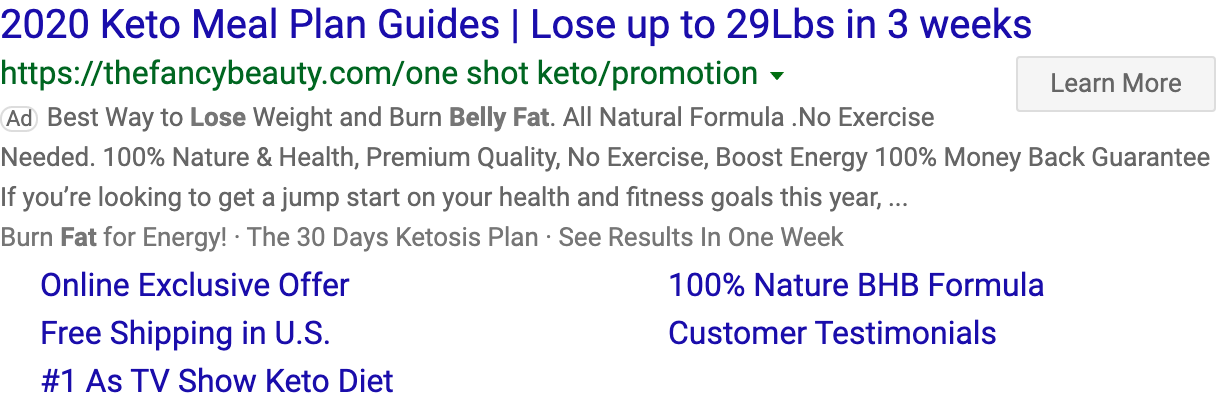 2020 Keto Meal Plan Guides | Lose up to 29Lbs in 3 weeks
https://thefancybeauty.com/one shot keto/promotion
Learn More
Ad Best Way to Lose Weight and Burn Belly Fat. All Natural Formula .No Exercise
Needed. 100% Nature & Health, Premium Quality, No Exercise, Boost Energy 100% Money Back Guarantee
If you’re looking to get a jump start on your health and fitness goals this year, ...
Burn Fat for Energy! · The 30 Days Ketosis Plan · See Results In One Week
Online Exclusive Offer
100% Nature BHB Formula
Free Shipping in U.S.
Customer Testimonials
#1 As TV Show Keto Diet